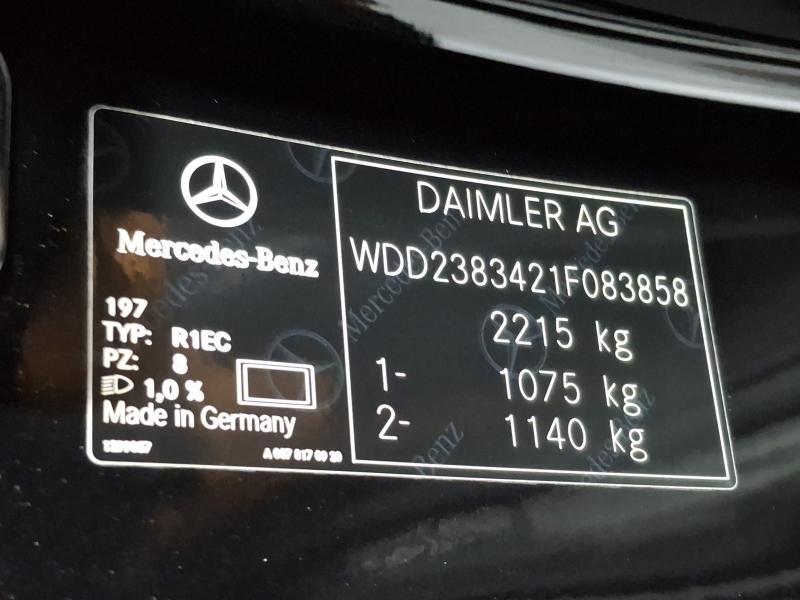 Mercedes-Benz
197
TYP: R1EC
PZ: 8
1,0 %
Made in Germany
DAIMLER AG
WDD2383421F083858
2215 kg
1- 1075 kg
2- 1140 kg